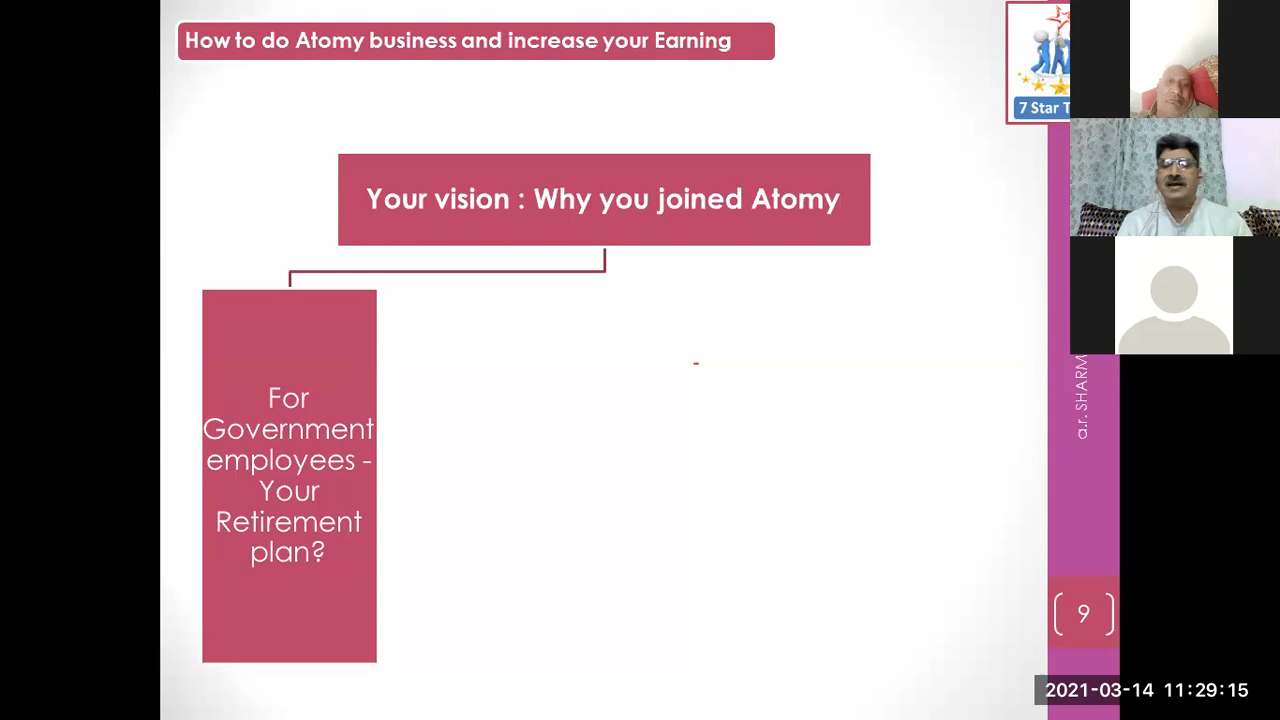 How to do Atomy business and increase your Earning
7 Star
Your vision : Why you joined Atomy
For
Government
employees -
Your
Retirement
plan?
a.r. SHARM
9
2021-03-14 11:29:15